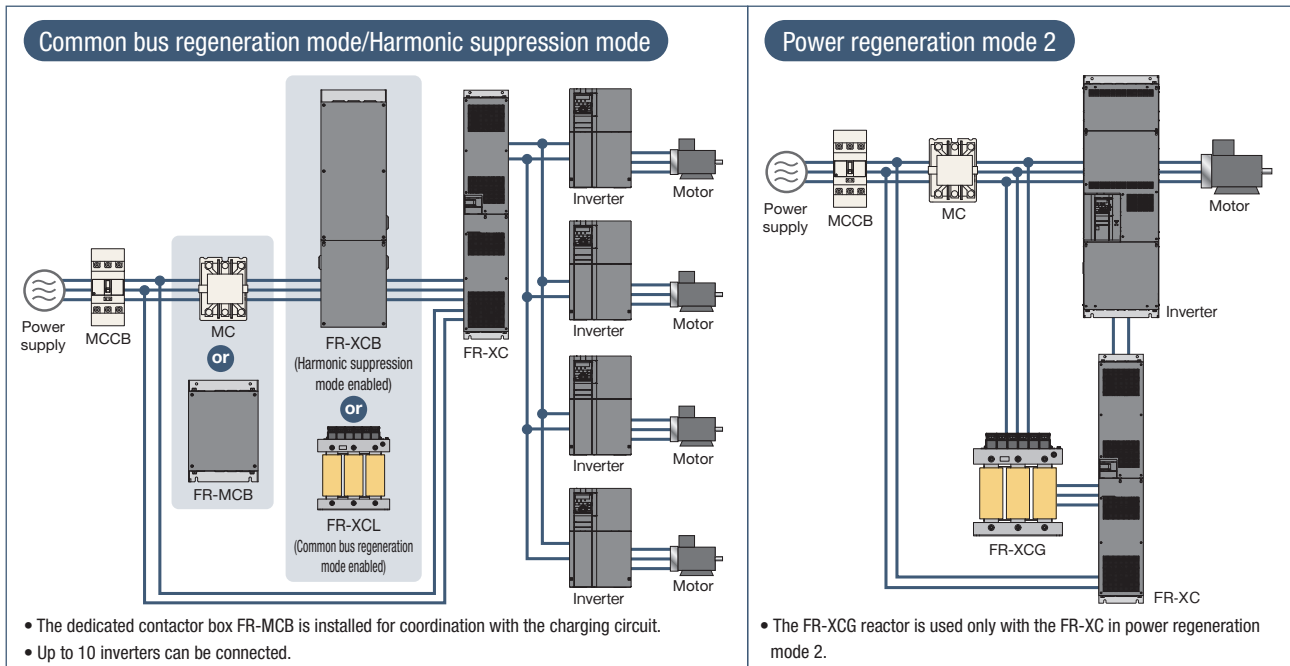 Common bus regeneration mode/Harmonic suppression mode
Power supply
MCCB
MC
or
FR-MCB
FR-XCB
(Harmonic suppression
mode enabled)
or
FR-XCL
(Common bus regeneration
mode enabled)
FR-XC
Inverter
Motor
Inverter
Motor
Inverter
Motor
Inverter
Motor
• The dedicated contactor box FR-MCB is installed for coordination with the charging circuit.
• Up to 10 inverters can be connected.
Power regeneration mode 2
Power
supply
MCCB
MC
Motor
Inverter
FR-XCG
FR-XC
• The FR-XCG reactor is used only with the FR-XC in power regeneration
mode 2.